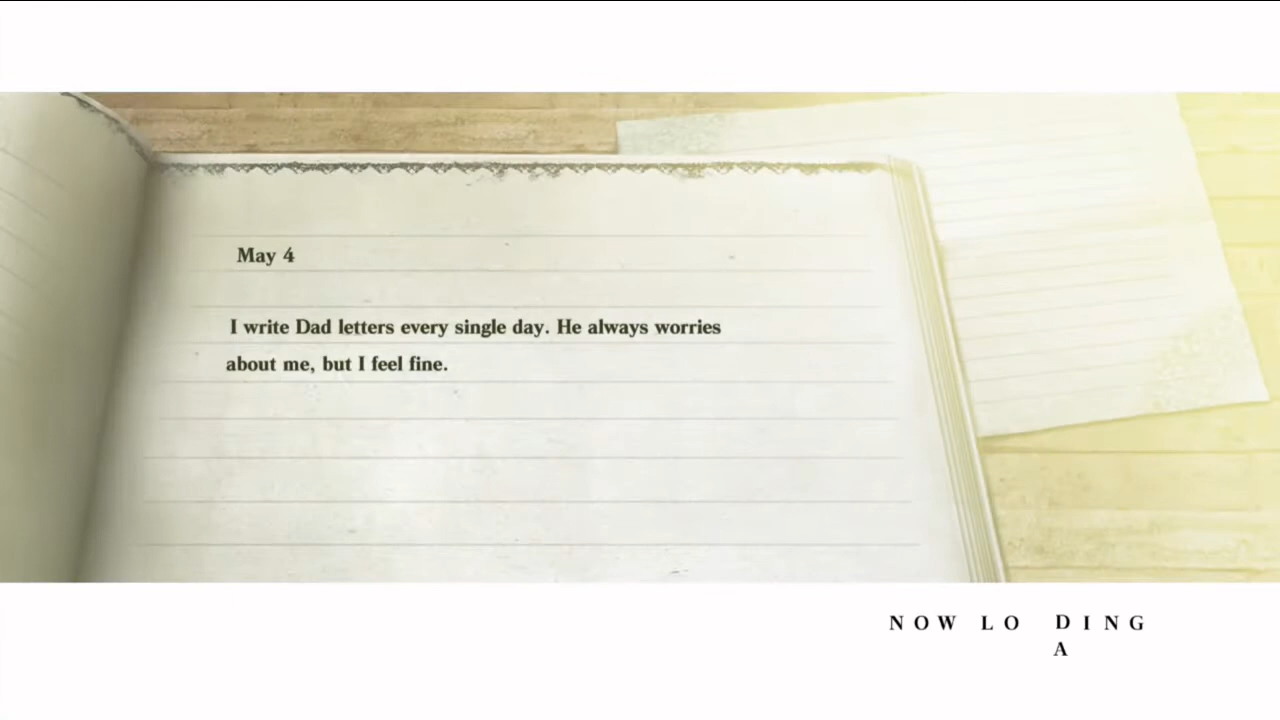 May 4
I write Dad letters every single day. He always worries
about me, but I feel fine.
NOW LO DING
A